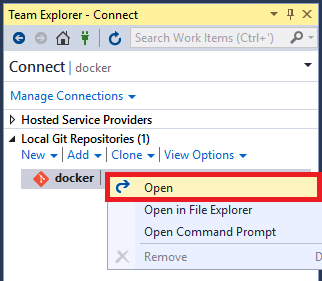 Team Explorer - Connect
Search Work Items (Ctrl+')
Connect | docker
Manage Connections
Hosted Service Providers
Local Git Repositories (1)
New | Add | Clone | View Options
docker
Open
Open in File Explorer
Open Command Prompt
Remove D